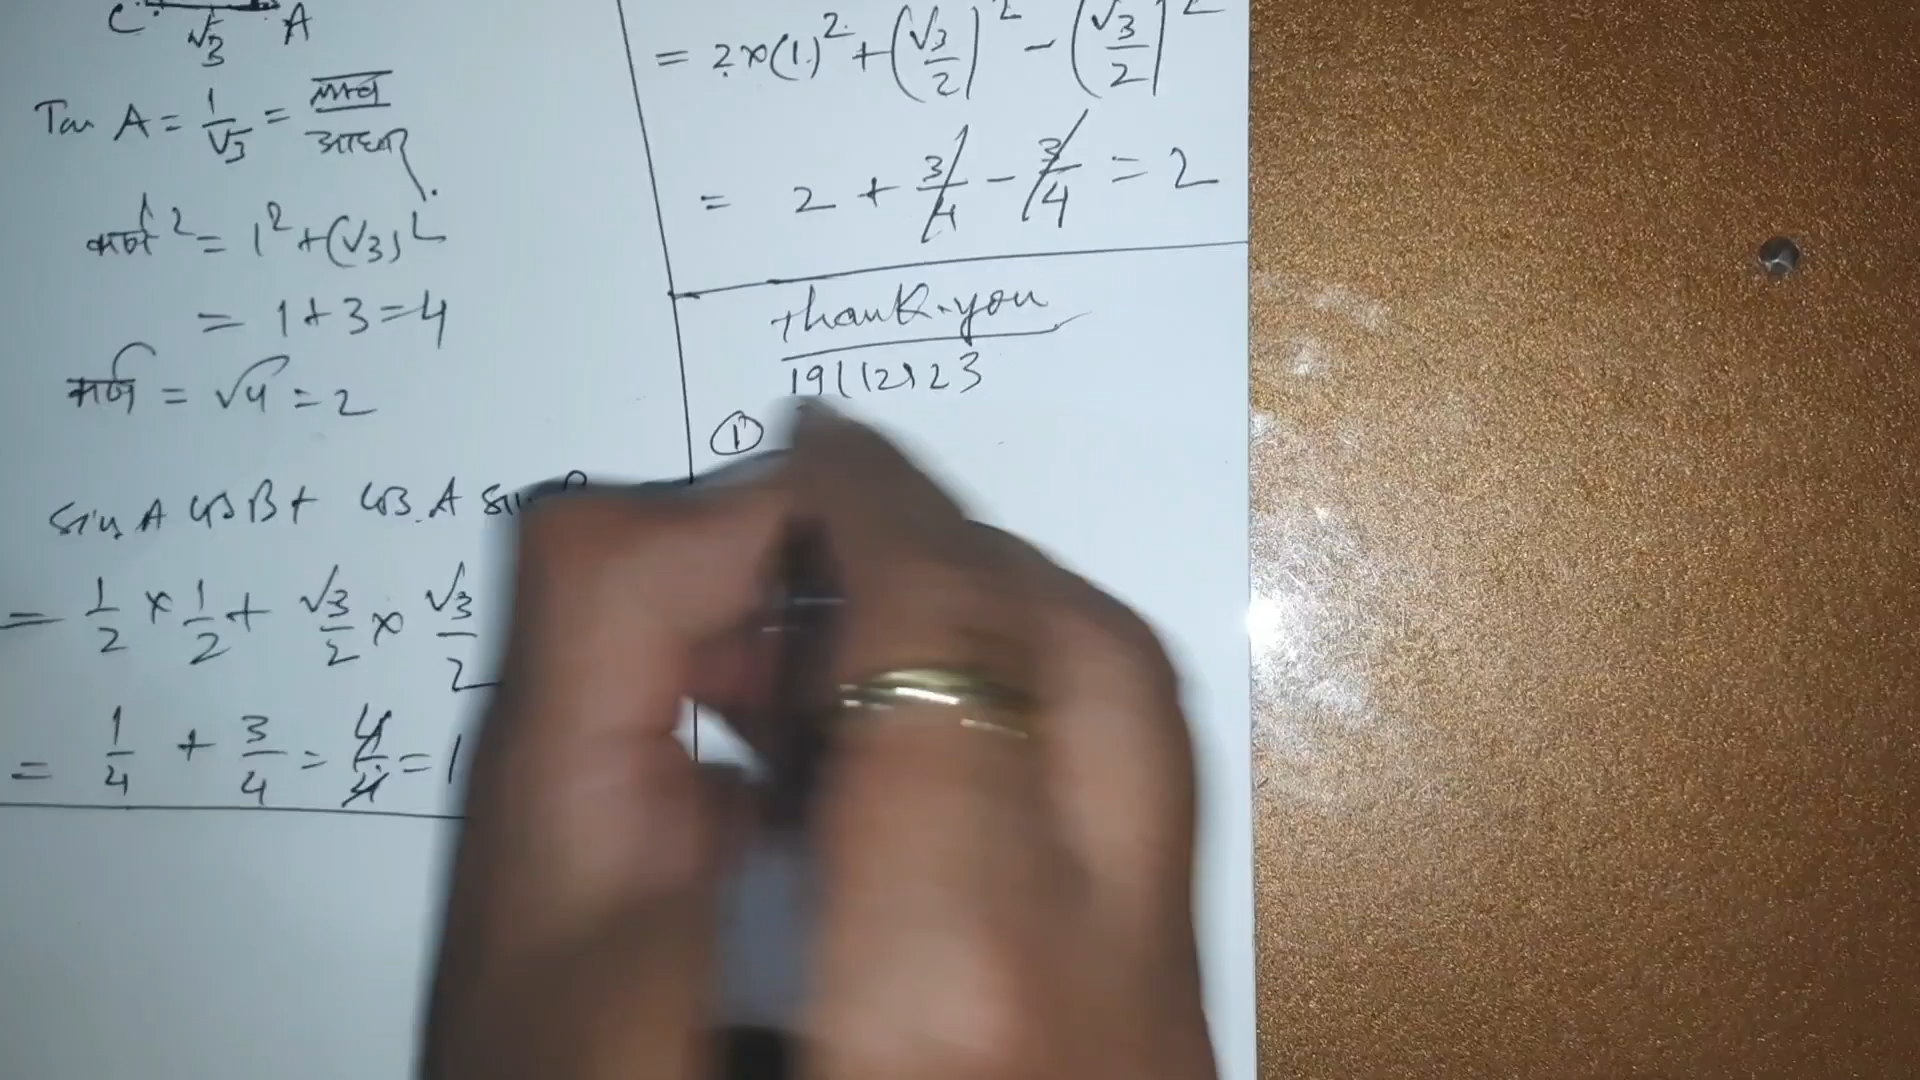 C √3 A
Tan A = 1/√3 = लम्ब/आधार
कर्ण² = 1² + (√3)²
= 1 + 3 = 4
कर्ण = √4 = 2
Sin A cos B + cos A
= 1/2 × 1/2 + √3/2 × √3/2
= 1/4 + 3/4 = 4/4 = 1
= 2×(1)² + (√3/2)² - (√3/2)²
= 2 + 3/4 - 3/4 = 2
Thank-you
19/12/23
①